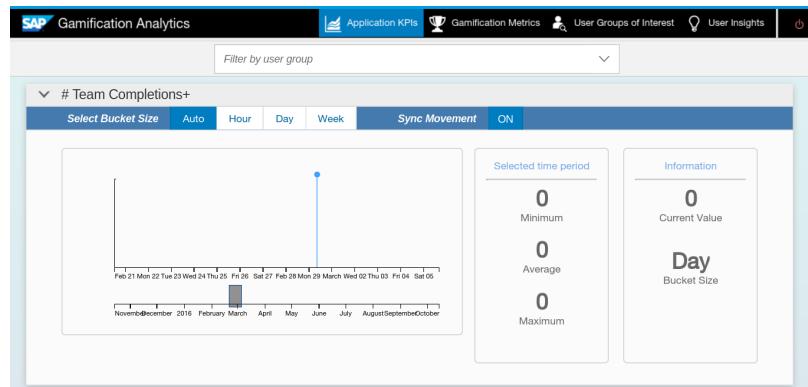 SAP Gamification Analytics Application KPIs Gamification Metrics User Groups of Interest User Insights
Filter by user group
# Team Completions+
Select Bucket Size Auto Hour Day Week Sync Movement ON
Selected time period
0
Minimum
0
Average
0
Maximum
Information
0
Current Value
Day
Bucket Size
Feb 21 Mon 22 Tue 23 Wed 24 Thu 25 Fri 26 Sat 27 Feb 28 Mon 29 March Wed 02 Thu 03 Fri 04 Sat 05
November December 2016 February March April May June July August September October